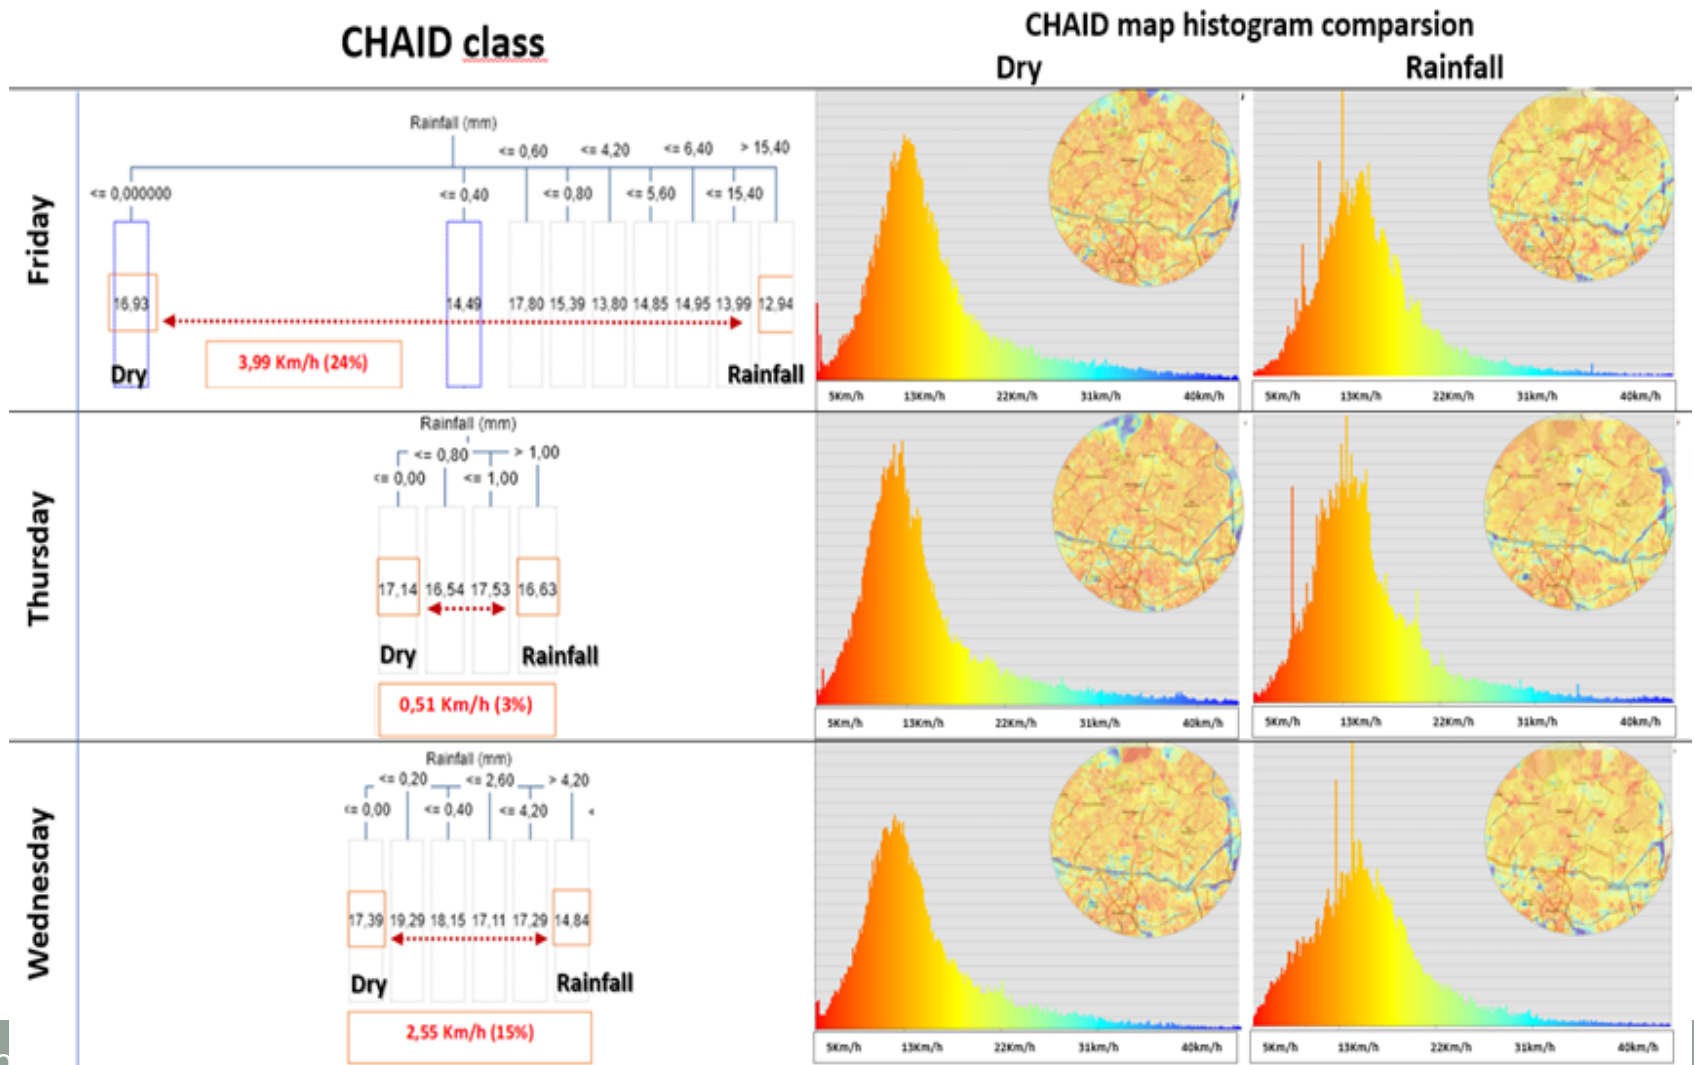 CHAID class
CHAID map histogram comparsion
Dry Rainfall
Friday
Rainfall (mm)
<= 0,60 <= 4,20 <= 6,40 > 15,40
<= 0,000000 <= 0,40 <= 0,80 <= 5,60 <= 15,40
16,93 14,49 17,80 15,39 13,80 14,85 14,95 13,99 12,94
3,99 Km/h (24%)
Dry Rainfall
5Km/h 13Km/h 22Km/h 31km/h 40km/h
5Km/h 13Km/h 22Km/h 31km/h 40km/h
Thursday
Rainfall (mm)
<= 0,80 > 1,00
<= 0,00 <= 1,00
17,14 16,54 17,53 16,63
Dry Rainfall
0,51 Km/h (3%)
5Km/h 13Km/h 22Km/h 31km/h 40km/h
5Km/h 13Km/h 22Km/h 31km/h 40km/h
Wednesday
Rainfall (mm)
<= 0,20 <= 2,60 > 4,20
<= 0,00 <= 0,40 <= 4,20 <
17,39 19,29 18,15 17,11 17,29 14,84
Dry Rainfall
2,55 Km/h (15%)
5Km/h 13Km/h 22Km/h 31km/h 40km/h
5Km/h 13Km/h 22Km/h 31km/h 40km/h